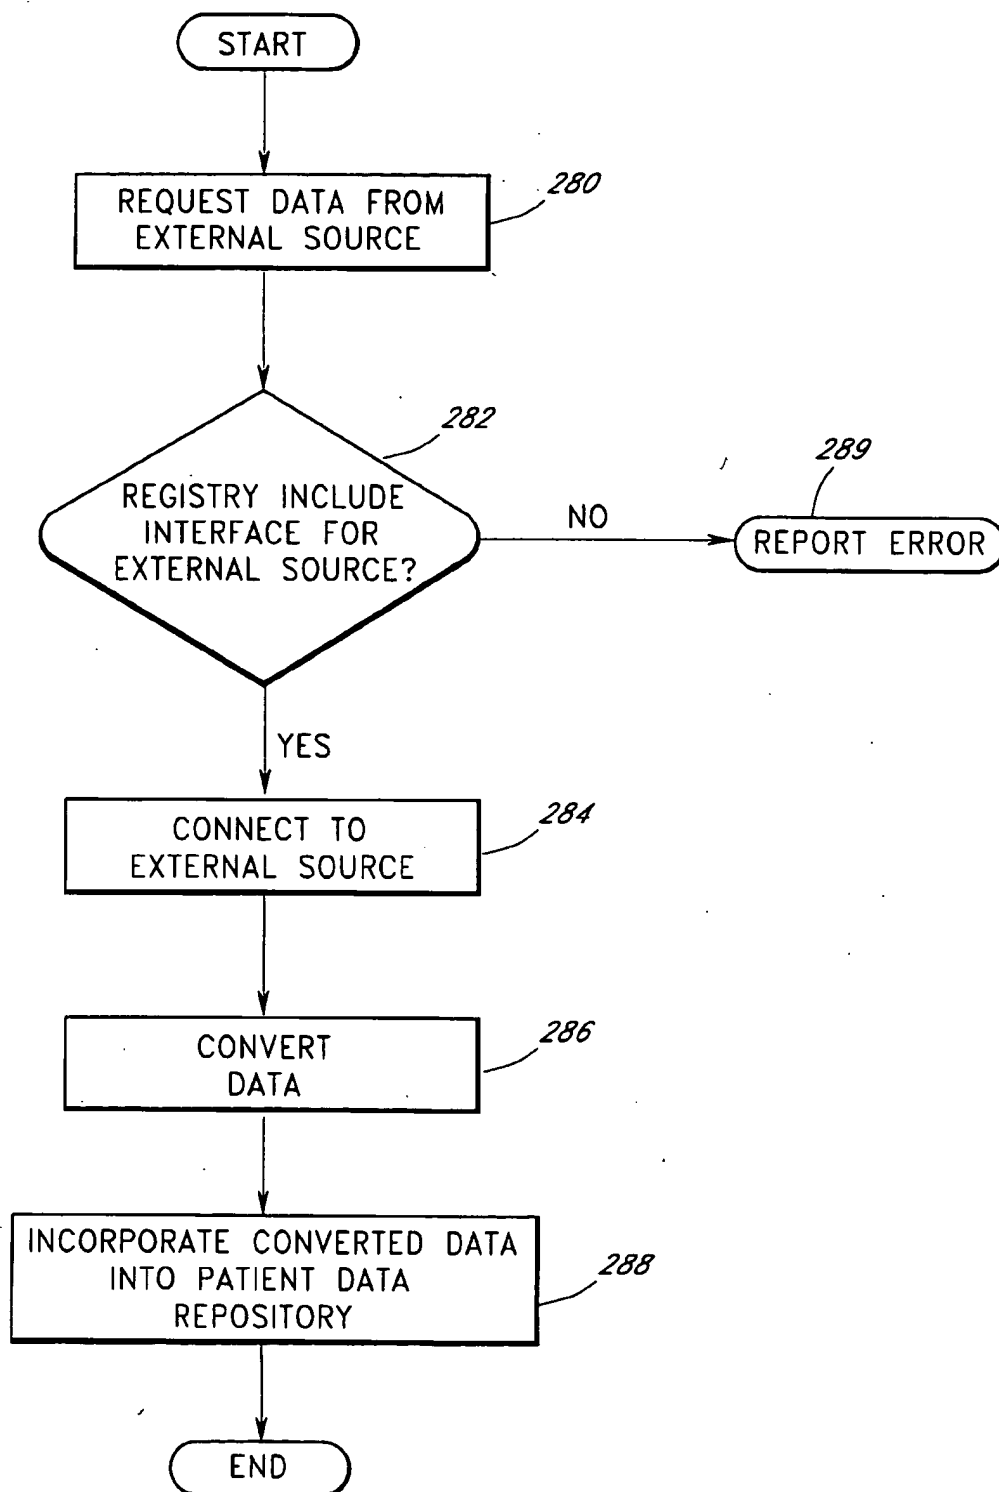 START
REQUEST DATA FROM
EXTERNAL SOURCE
280
REGISTRY INCLUDE
INTERFACE FOR
EXTERNAL SOURCE?
282
NO
289
REPORT ERROR
YES
CONNECT TO
EXTERNAL SOURCE
284
CONVERT
DATA
286
INCORPORATE CONVERTED DATA
INTO PATIENT DATA
REPOSITORY
288
END